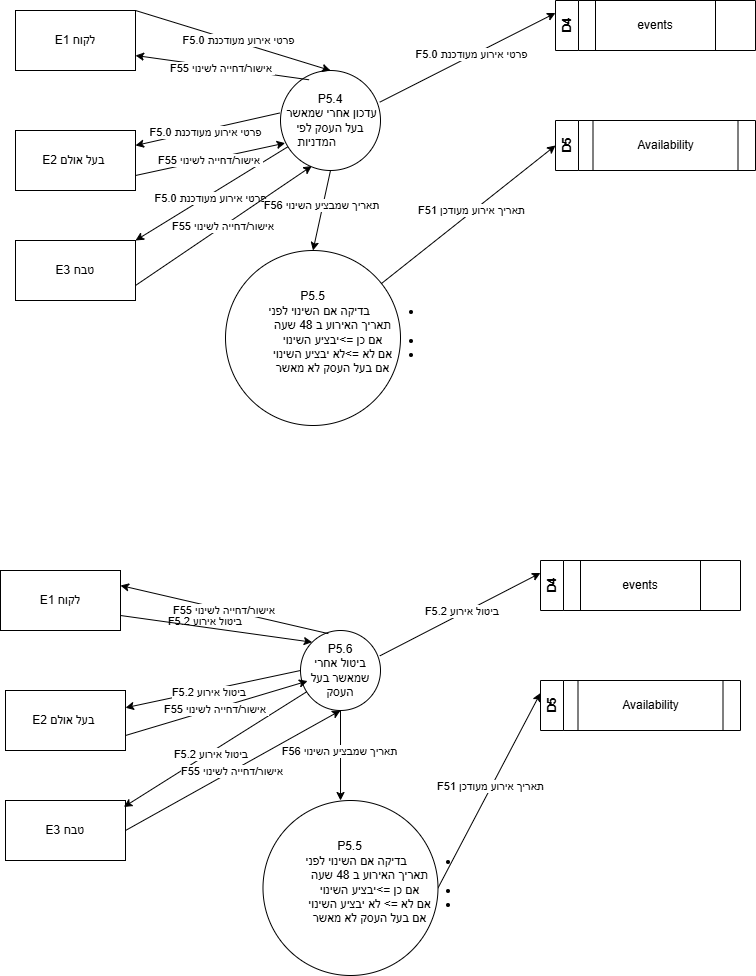 לקוח E1
F5.0 פרטי אירוע מעודכנת
F55 אישור/דחייה לשינוי
F5.0 פרטי אירוע מעודכנת
D4
events
P5.4
עדכון אחרי שמאשר
בעל העסק לפי
המדניות
בעל אולם E2
F5.0 פרטי אירוע מעודכנת
F55 אישור/דחייה לשינוי
D5
Availability
F5.0 פרטי אירוע מעודכנת
F55 אישור/דחייה לשינוי
F56 תאריך שמבציע השינוי
F51 תאריך אירוע מעודכן
טבח E3
P5.5
בדיקה אם השינוי לפני
תאריך האירוע ב 48 שעה
אם כן =>יבציע השינוי
אם לא =>לא יבציע השינוי
אם בעל העסק לא מאשר
לקוח E1
F55 אישור/דחייה לשינוי
F5.2 ביטול אירוע
F5.2 ביטול אירוע
D4
events
P5.6
ביטול אחרי
שמאשר בעל
העסק
בעל אולם E2
F5.2 ביטול אירוע
F55 אישור/דחייה לשינוי
D5
Availability
F5.2 ביטול אירוע
F55 אישור/דחייה לשינוי
F56 תאריך שמבציע השינוי
F51 תאריך אירוע מעודכן
טבח E3
P5.5
בדיקה אם השינוי לפני
תאריך האירוע ב 48 שעה
אם כן =>יבציע השינוי
אם לא => לא יבציע השינוי
אם בעל העסק לא מאשר